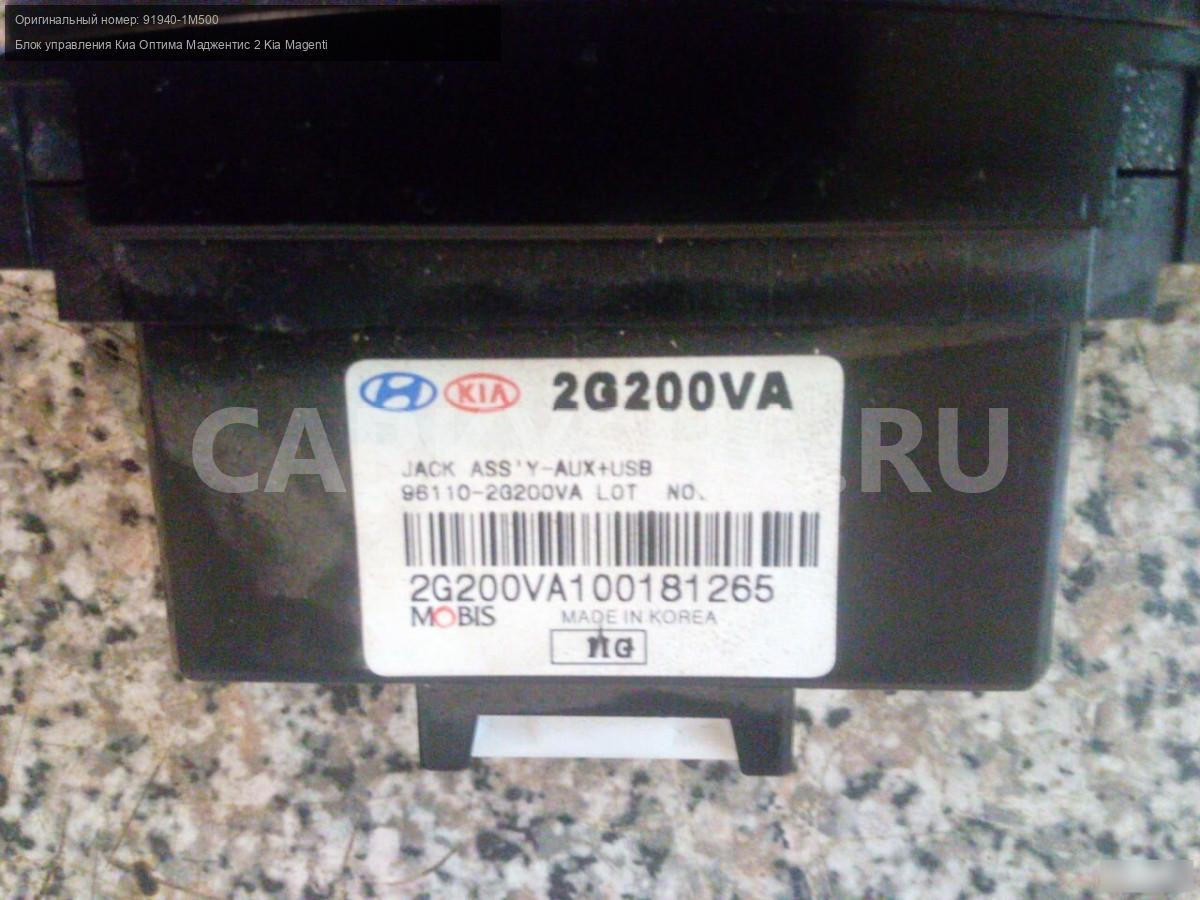 Оригинальный номер: 91940-1M500
Блок управления Киа Оптима Маджентис 2 Kia Magenti
KIA 2G200VA
JACK ASS'Y-AUX+USB
96110-2G200VA LOT NO.
2G200VA100181265
MOBIS MADE IN KOREA
.RU